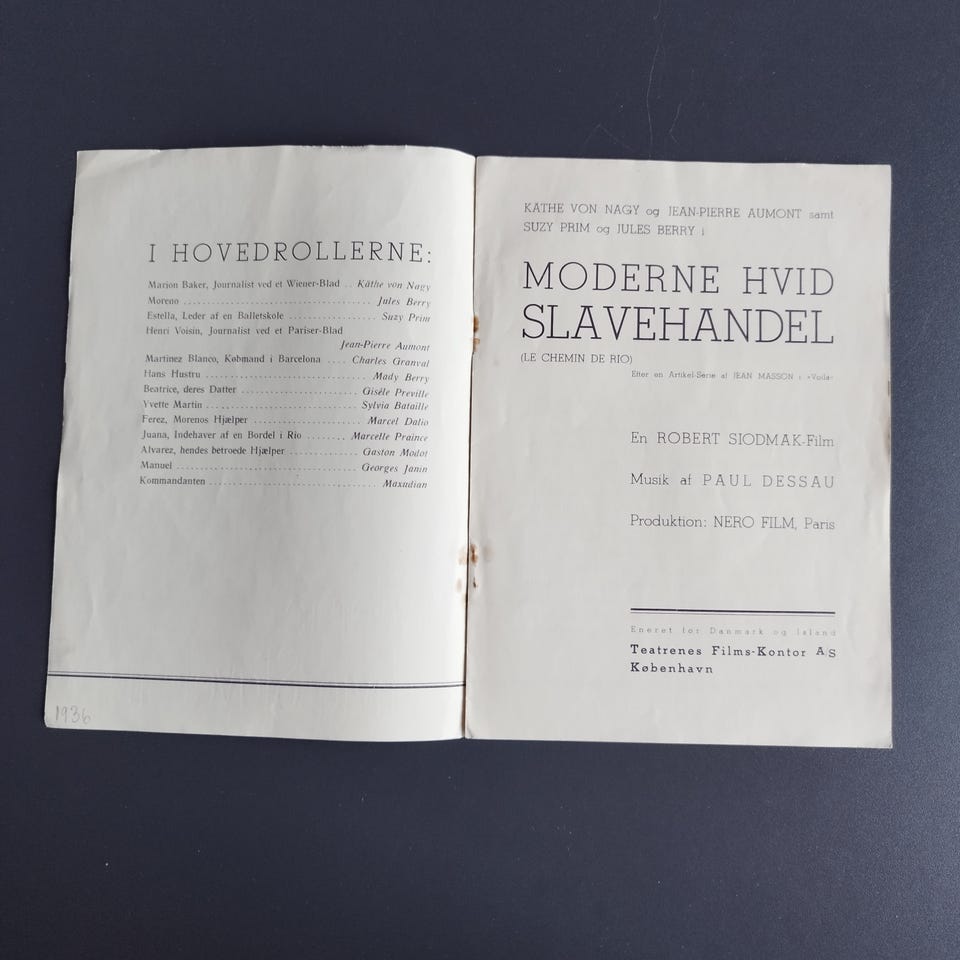 I HOVEDROLLERNE:
Marion Baker, Journalist ved et Wiener-Blad .. Käthe von Nagy
Moreno ........................................ Jules Berry
Estella, Leder af en Balletskole .................. Suzy Prim
Henri Voisin, Journalist ved et Pariser-Blad
Jean-Pierre Aumont
Martinez Blanco, Købmand i Barcelona .... Charles Granval
Hans Hustru ................................... Mady Berry
Beatrice, deres Datter ......................... Gisèle Preville
Yvette Martin ................................ Sylvia Bataille
Ferez, Morenos Hjælper ........................ Marcel Dalio
Juana, Indehaver af en Bordel i Rio ........ Marcelle Praince
Alvarez, hendes betroede Hjælper ............... Gaston Modot
Manuel ..................................... Georges Janin
Kommandanten .................................. Maxudian
1936
KÄTHE VON NAGY og JEAN-PIERRE AUMONT samt
SUZY PRIM og JULES BERRY i
MODERNE HVID
SLAVEHANDEL
(LE CHEMIN DE RIO)
Efter en Artikel-Serie af JEAN MASSON i »Voilà«
En ROBERT SIODMAK-Film
Musik af PAUL DESSAU
Produktion: NERO FILM, Paris
Eneret for Danmark og Island
Teatrenes Films-Kontor A/S
København